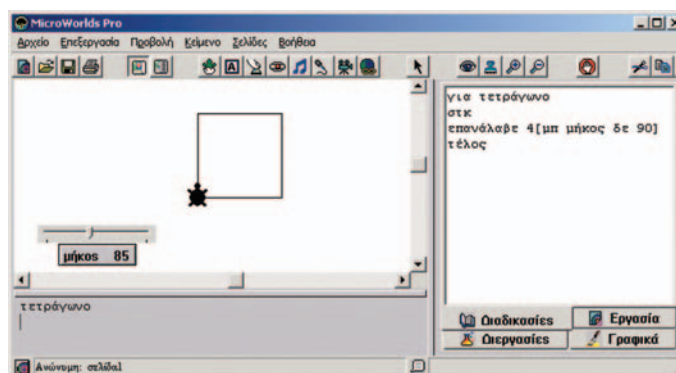 MicroWorlds Pro
Αρχείο Επεξεργασία Προβολή Κείμενο Σελίδες Βοήθεια
για τετράγωνο
στκ
επανάλαβε 4[μπ μήκος δε 90]
τέλος
μήκος 85
τετράγωνο
Διαδικασίες Εργασία
Διεργασίες Γραφικά
Ανώνυμη: σελίδα1